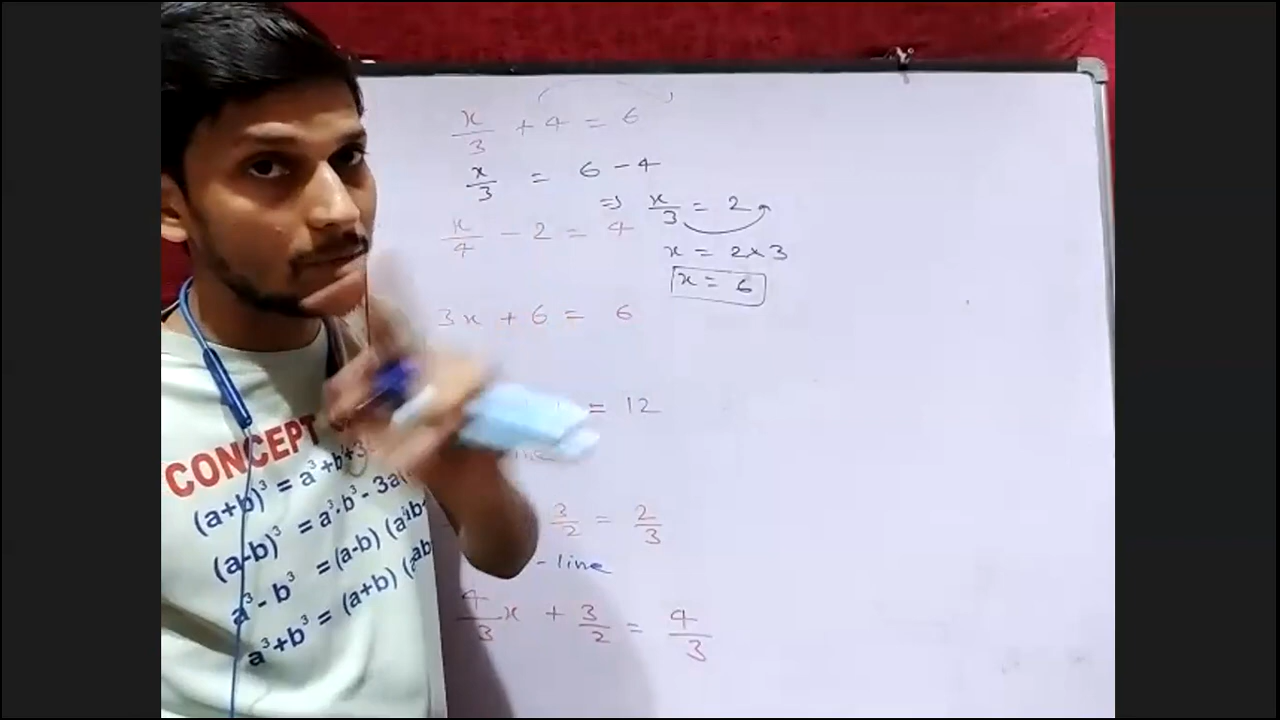 x/3 + 4 = 6
x/3 = 6 - 4
⇒ x/3 = 2
x/4 - 2 = 4
x = 2×3
x = 6
3x + 6 = 6
= 12
3/2 = 2/3
- line
4/3 x + 3/2 = 4/3
CONCEPT
(a+b)³ = a³+b³+3
(a-b)³ = a³-b³-3a
a³-b³ = (a-b) (a²
a³+b³ = (a+b) (